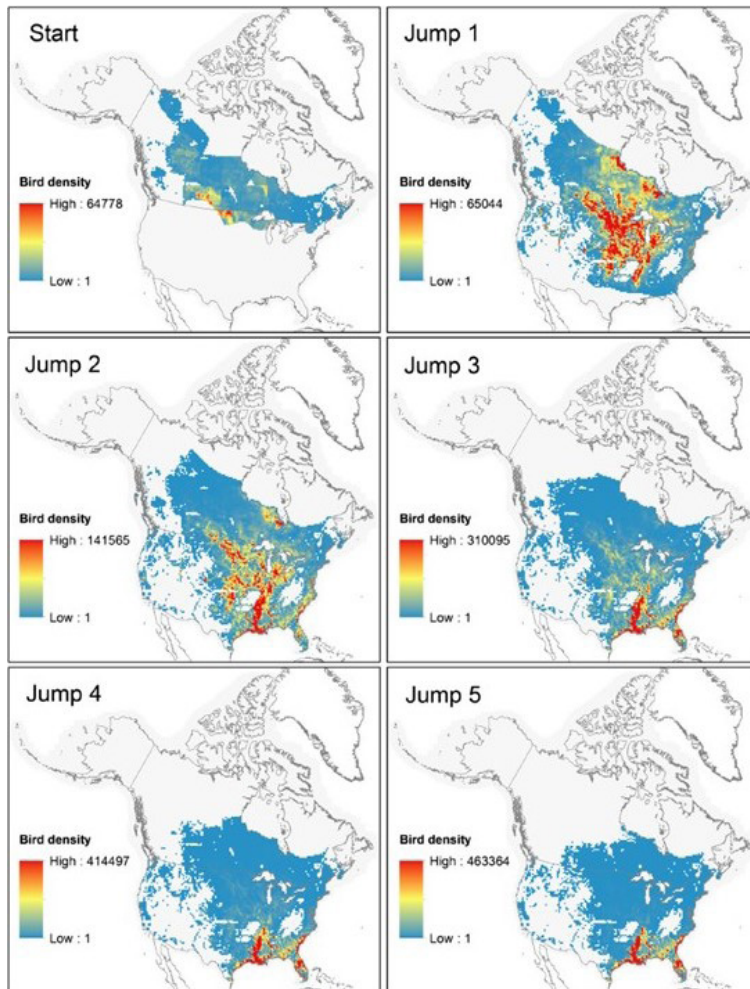 Start
Bird density
High : 64778
Low : 1
Jump 1
Bird density
High : 65044
Low : 1
Jump 2
Bird density
High : 141565
Low : 1
Jump 3
Bird density
High : 310095
Low : 1
Jump 4
Bird density
High : 414497
Low : 1
Jump 5
Bird density
High : 463364
Low : 1